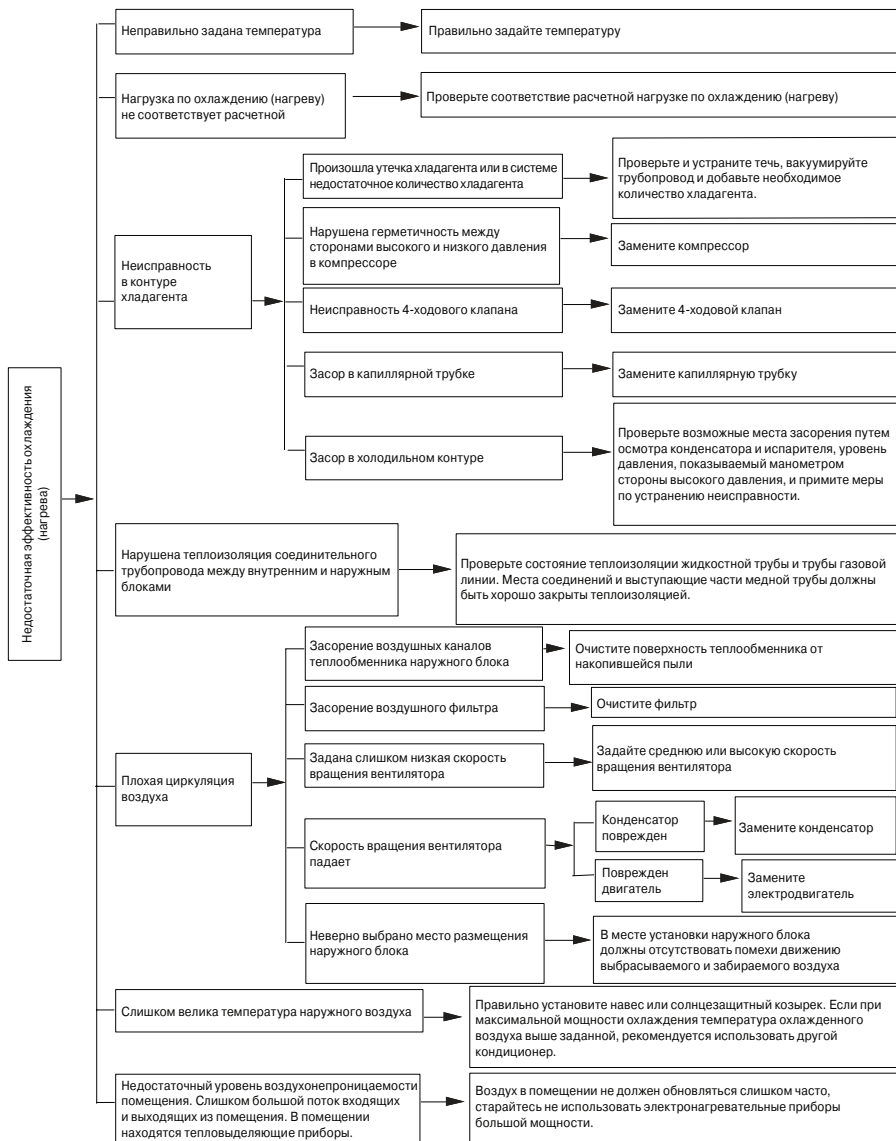 Недостаточная эффективность охлаждения
(нагрева)
Неправильно задана температура
Правильно задайте температуру
Нагрузка по охлаждению (нагреву)
не соответствует расчетной
Проверьте соответствие расчетной нагрузке по охлаждению (нагреву)
Неисправность
в контуре
хладагента
Произошла утечка хладагента или в системе
недостаточное количество хладагента
Проверьте и устраните течь, вакуумируйте
трубопровод и добавьте необходимое
количество хладагента.
Нарушена герметичность между
сторонами высокого и низкого давления
в компрессоре
Замените компрессор
Неисправность 4-ходового клапана
Замените 4-ходовой клапан
Засор в капиллярной трубке
Замените капиллярную трубку
Засор в холодильном контуре
Проверьте возможные места засорения путем
осмотра конденсатора и испарителя, уровень
давления, показываемый манометром
стороны высокого давления, и примите меры
по устранению неисправности.
Нарушена теплоизоляция соединительного
трубопровода между внутренним и наружным
блоками
Проверьте состояние теплоизоляции жидкостной трубы и трубы газовой
линии. Места соединений и выступающие части медной трубы должны
быть хорошо закрыты теплоизоляцией.
Плохая циркуляция
воздуха
Засорение воздушных каналов
теплообменника наружного блока
Очистите поверхность теплообменника от
накопившейся пыли
Засорение воздушного фильтра
Очистите фильтр
Задана слишком низкая скорость
вращения вентилятора
Задайте среднюю или высокую скорость
вращения вентилятора
Скорость вращения вентилятора
падает
Конденсатор
поврежден
Замените конденсатор
Поврежден
двигатель
Замените
электродвигатель
Неверно выбрано место размещения
наружного блока
В месте установки наружного блока
должны отсутствовать помехи движению
выбрасываемого и забираемого воздуха
Слишком велика температура наружного воздуха
Правильно установите навес или солнцезащитный козырек. Если при
максимальной мощности охлаждения температура охлажденного
воздуха выше заданной, рекомендуется использовать другой
кондиционер.
Недостаточный уровень воздухонепроницаемости
помещения. Слишком большой поток входящих
и выходящих из помещения. В помещении
находятся тепловыделяющие приборы.
Воздух в помещении не должен обновляться слишком часто,
старайтесь не использовать электронагревательные приборы
большой мощности.